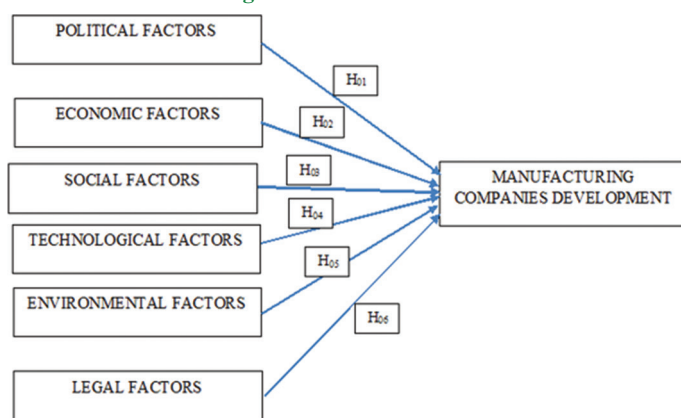 POLITICAL FACTORS
H01
ECONOMIC FACTORS
H02
SOCIAL FACTORS
H03
MANUFACTURING
COMPANIES DEVELOPMENT
TECHNOLOGICAL FACTORS
H04
ENVIRONMENTAL FACTORS
H05
LEGAL FACTORS
H06